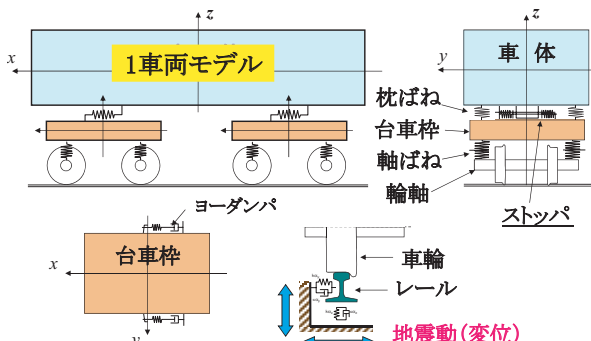 z
x
1車両モデル
z
y
車 体
枕ばね
台車枠
軸ばね
輪軸
ストッパ
ヨーダンパ
台車枠
x
y
車輪
レール
地震動(変位)